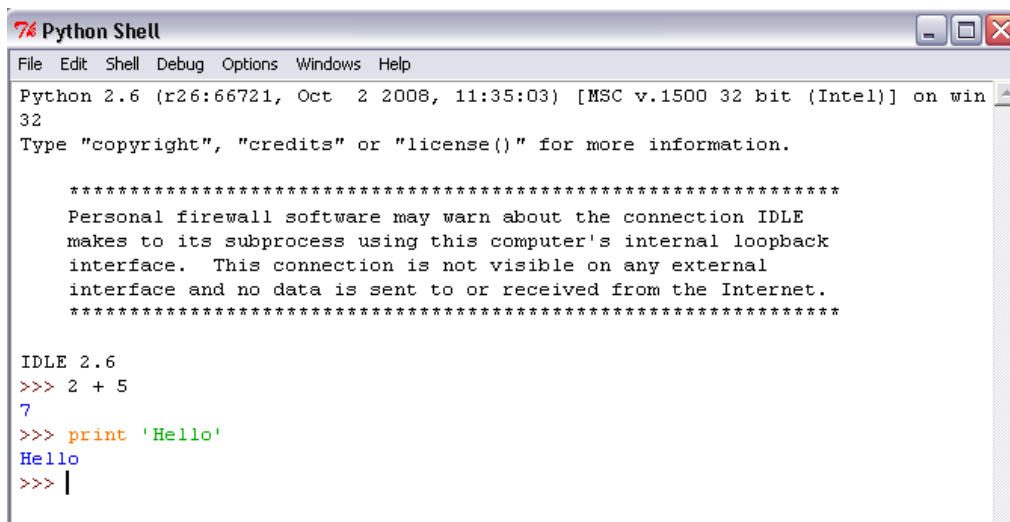 Python Shell
File Edit Shell Debug Options Windows Help
Python 2.6 (r26:66721, Oct  2 2008, 11:35:03) [MSC v.1500 32 bit (Intel)] on win
32
Type "copyright", "credits" or "license()" for more information.
****************************************************************
Personal firewall software may warn about the connection IDLE
makes to its subprocess using this computer's internal loopback
interface.  This connection is not visible on any external
interface and no data is sent to or received from the Internet.
****************************************************************
IDLE 2.6
>>> 2 + 5
7
>>> print 'Hello'
Hello
>>>